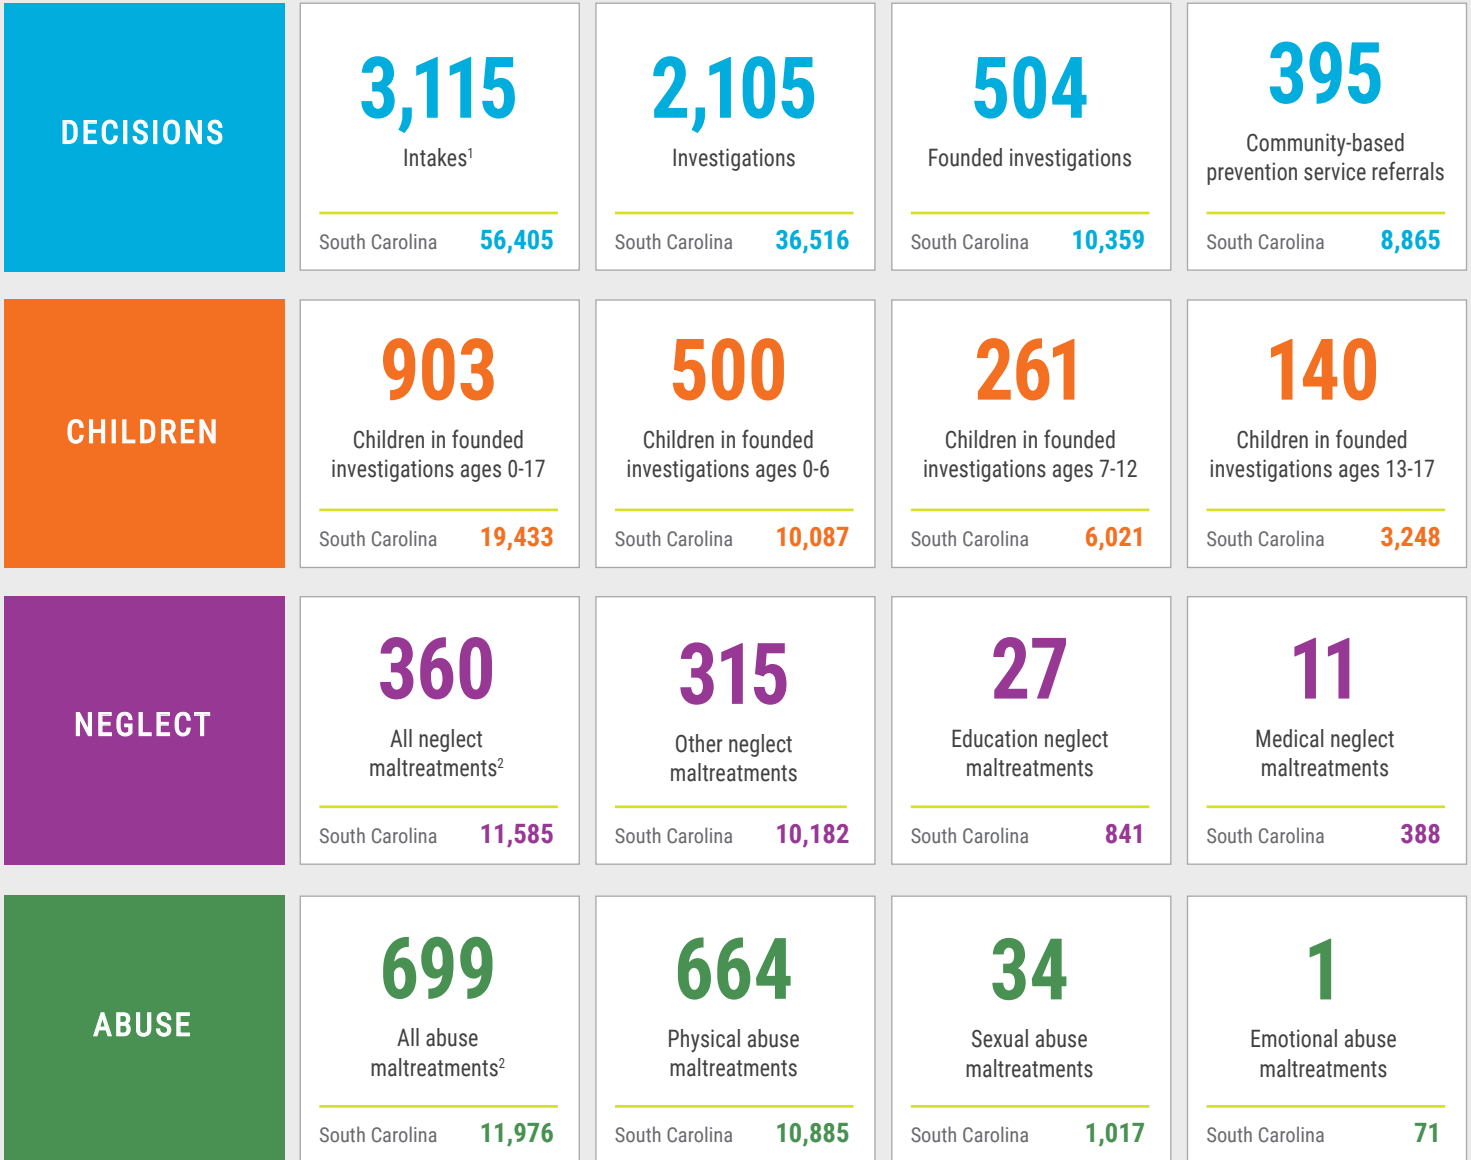 DECISIONS
3,115
Intakes¹
South Carolina 56,405
2,105
Investigations
South Carolina 36,516
504
Founded investigations
South Carolina 10,359
395
Community-based
prevention service referrals
South Carolina 8,865
CHILDREN
903
Children in founded
investigations ages 0-17
South Carolina 19,433
500
Children in founded
investigations ages 0-6
South Carolina 10,087
261
Children in founded
investigations ages 7-12
South Carolina 6,021
140
Children in founded
investigations ages 13-17
South Carolina 3,248
NEGLECT
360
All neglect
maltreatments²
South Carolina 11,585
315
Other neglect
maltreatments
South Carolina 10,182
27
Education neglect
maltreatments
South Carolina 841
11
Medical neglect
maltreatments
South Carolina 388
ABUSE
699
All abuse
maltreatments²
South Carolina 11,976
664
Physical abuse
maltreatments
South Carolina 10,885
34
Sexual abuse
maltreatments
South Carolina 1,017
1
Emotional abuse
maltreatments
South Carolina 71